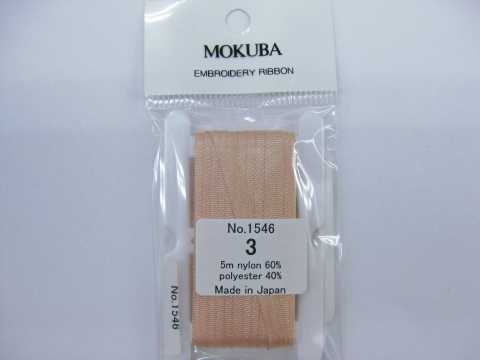 MOKUBA
EMBROIDERY RIBBON
No.1546
3
5m nylon 60%
polyester 40%
Made in Japan
No.1546